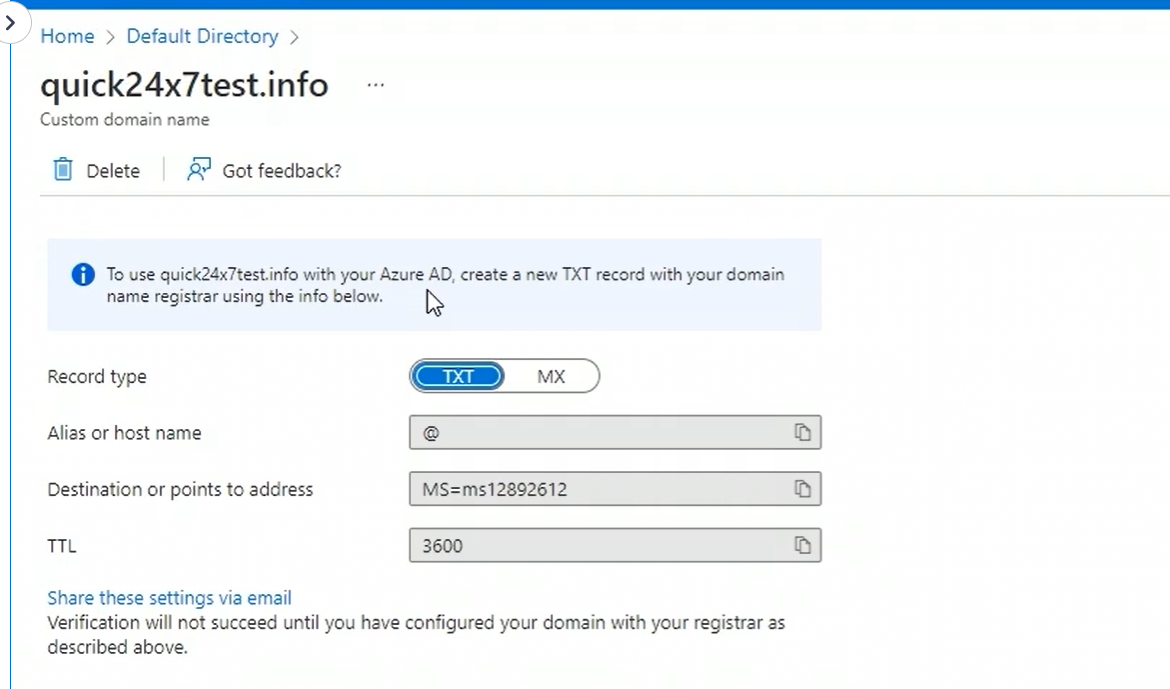 Home > Default Directory >
quick24x7test.info ...
Custom domain name
Delete | Got feedback?
To use quick24x7test.info with your Azure AD, create a new TXT record with your domain
name registrar using the info below.
Record type TXT MX
Alias or host name @
Destination or points to address MS=ms12892612
TTL 3600
Share these settings via email
Verification will not succeed until you have configured your domain with your registrar as
described above.